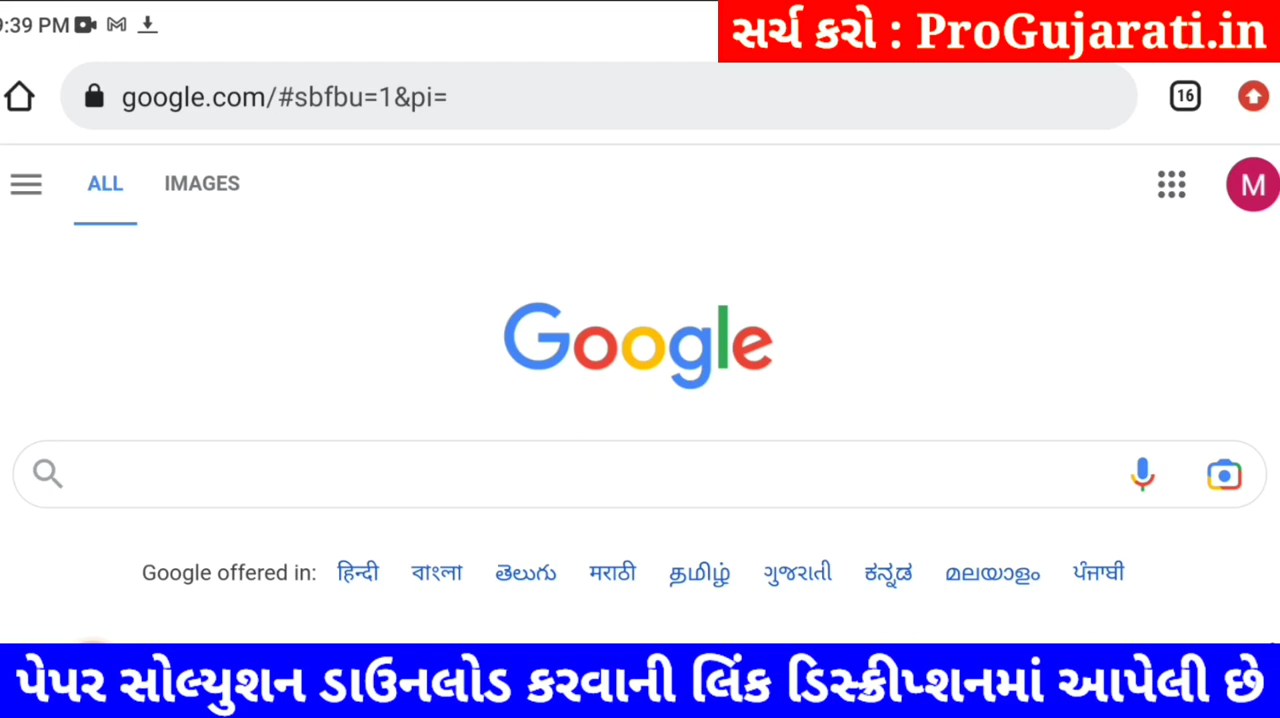 9:39 PM
સર્ચ કરો : ProGujarati.in
google.com/#sbfbu=1&pi=
16
ALL IMAGES
M
Google
Google offered in: हिन्दी বাংলা తెలుగు मराठी தமிழ் ગુજરાતી ಕನ್ನಡ മലയാളം ਪੰਜਾਬੀ
પેપર સોલ્યુશન ડાઉનલોડ કરવાની લિંક ડિસ્ક્રીપ્શનમાં આપેલી છે